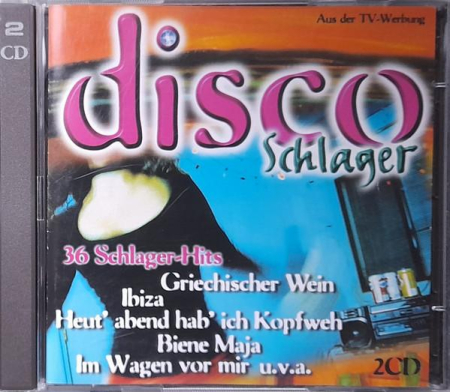 2
CD
Aus der TV-Werbung
disco
Schlager
36 Schlager-Hits
Griechischer Wein
Ibiza
Heut' abend hab' ich Kopfweh
Biene Maja
Im Wagen vor mir u.v.a.
2CD